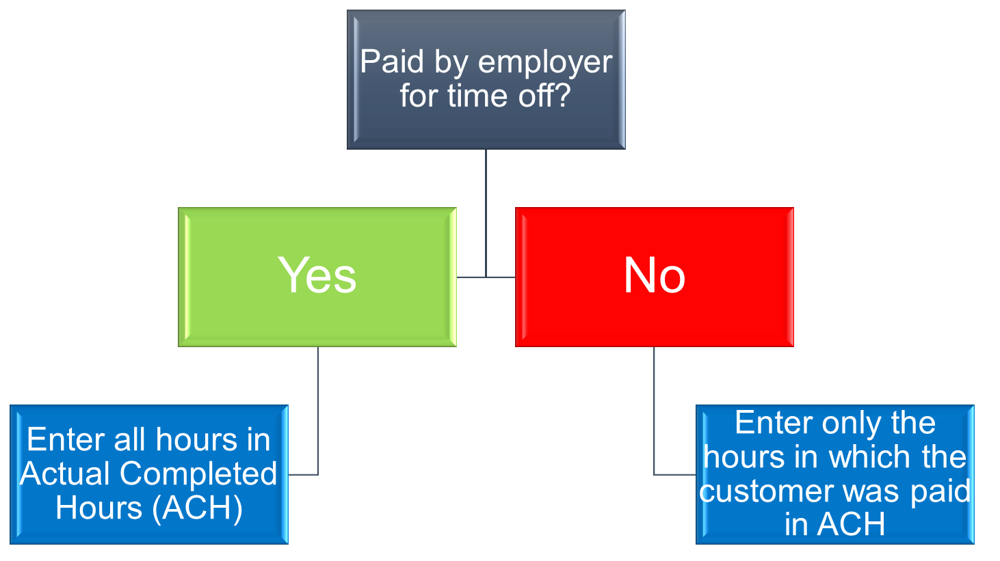 Paid by employer
for time off?
Yes
No
Enter all hours in
Actual Completed
Hours (ACH)
Enter only the
hours in which the
customer was paid
in ACH